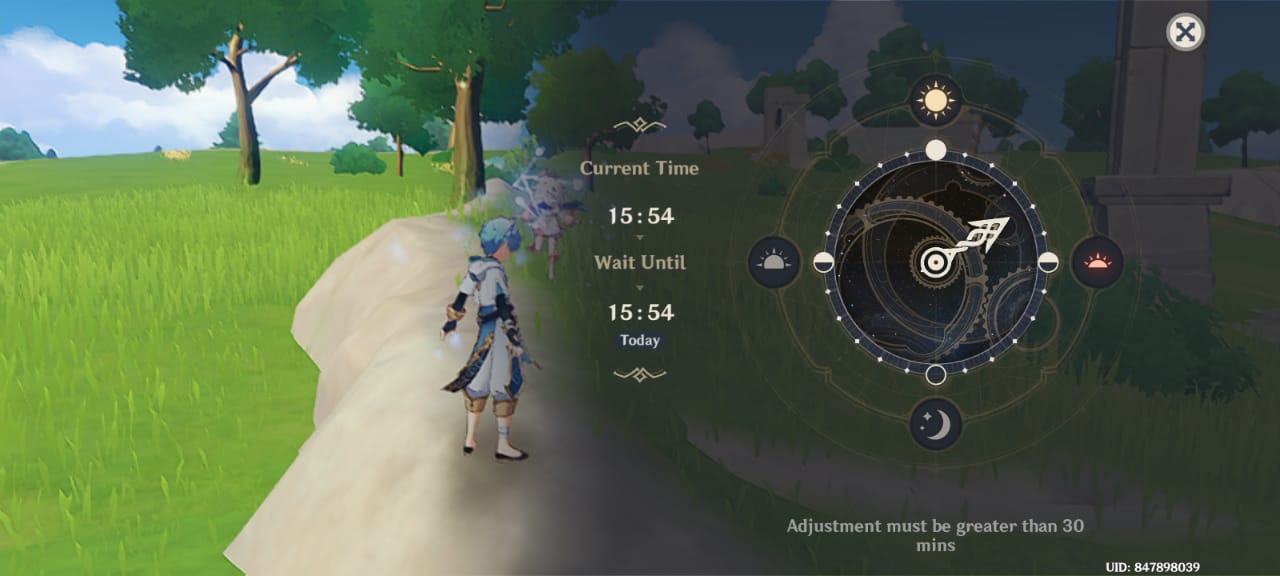 Current Time
15:54
Wait Until
15:54
Today
Adjustment must be greater than 30
mins
UID: 847898039